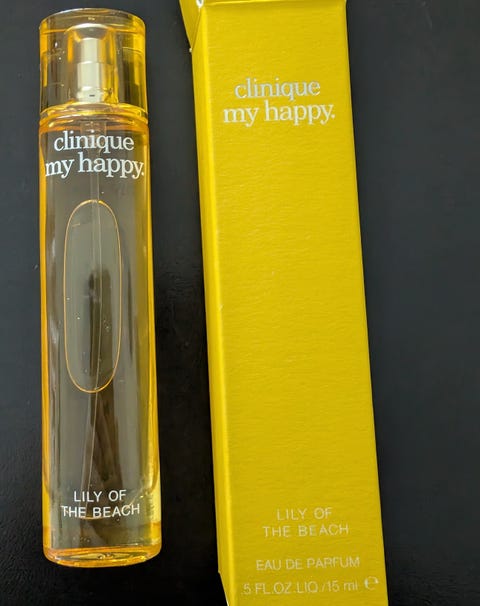 clinique
my happy.
LILY OF
THE BEACH
clinique
my happy.
LILY OF
THE BEACH
EAU DE PARFUM
.5 FL.OZ.LIQ./15 ml ℮